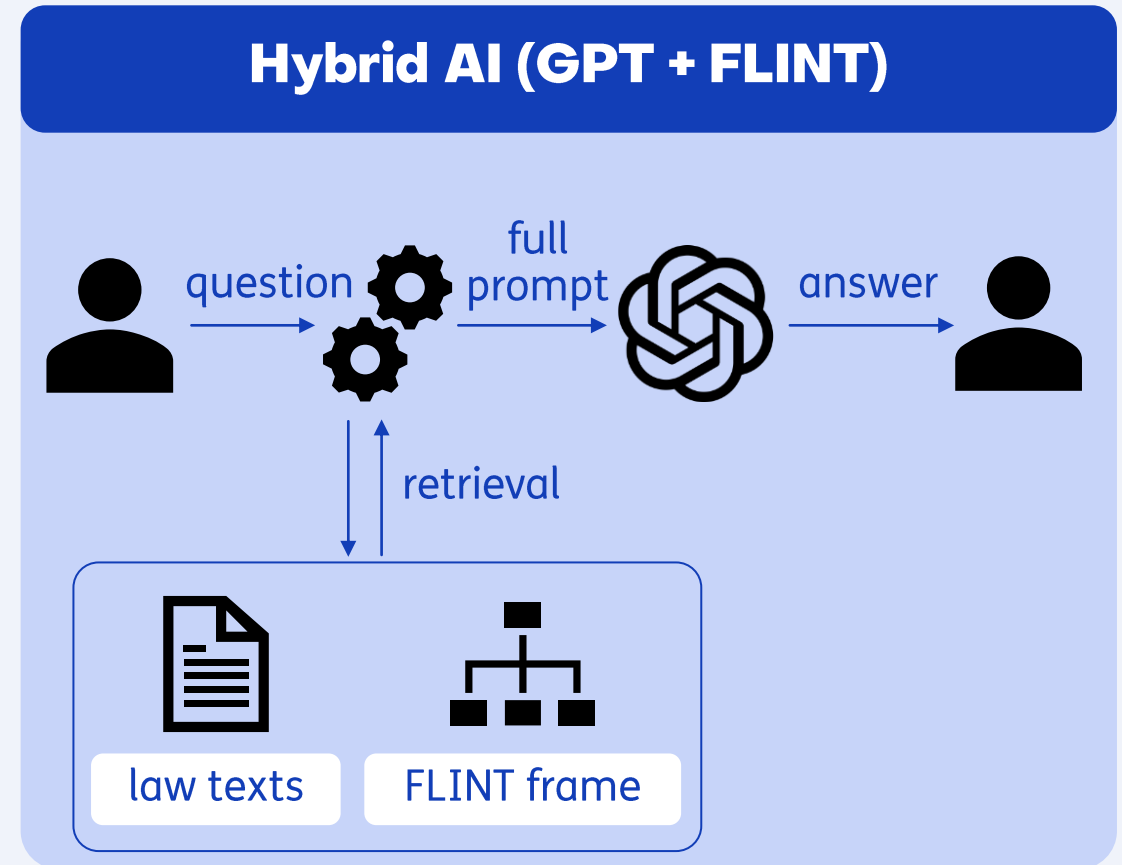 Hybrid AI (GPT + FLINT)
question
full
prompt
answer
retrieval
law texts
FLINT frame